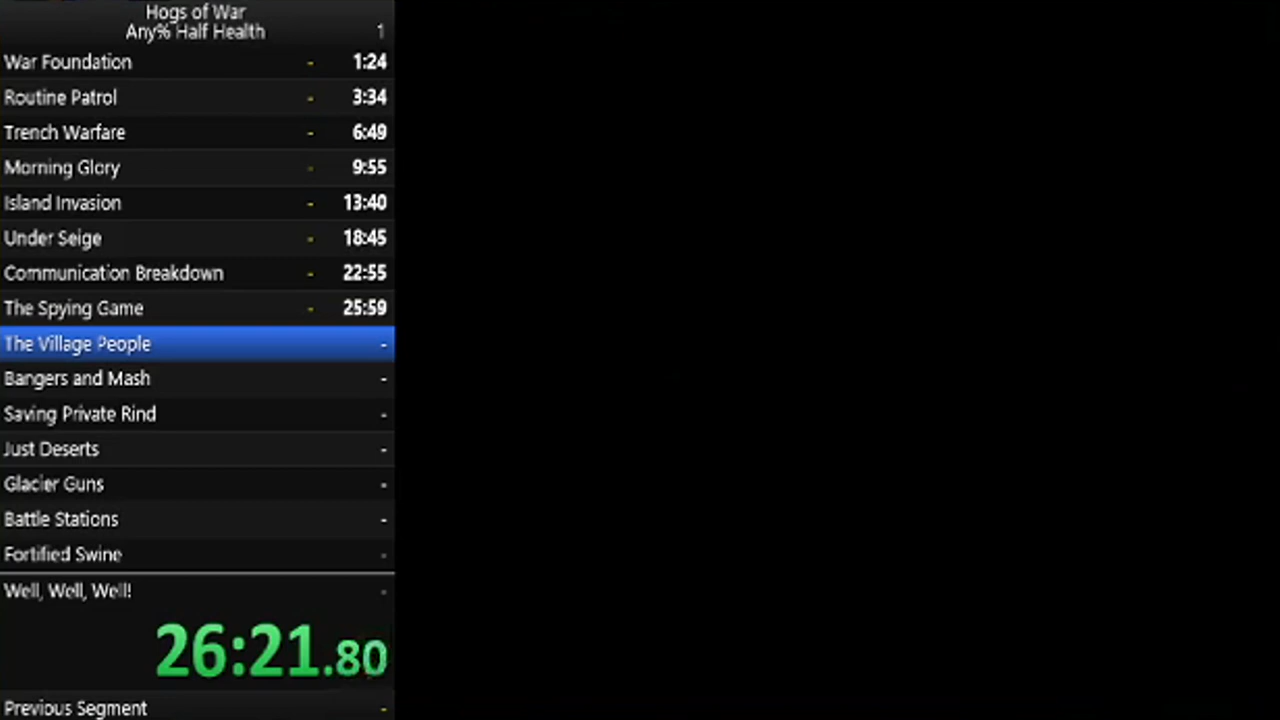 Hogs of War
Any% Half Health 1
War Foundation - 1:24
Routine Patrol - 3:34
Trench Warfare - 6:49
Morning Glory - 9:55
Island Invasion - 13:40
Under Seige - 18:45
Communication Breakdown - 22:55
The Spying Game - 25:59
The Village People -
Bangers and Mash -
Saving Private Rind -
Just Deserts -
Glacier Guns -
Battle Stations -
Fortified Swine -
Well, Well, Well! -
26:21.80
Previous Segment -